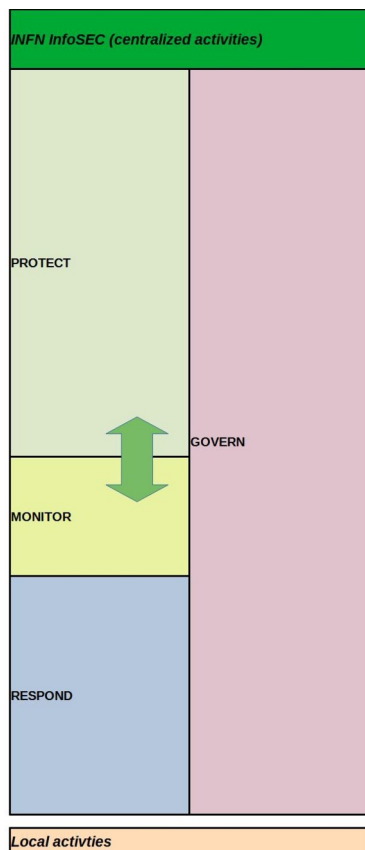 INFN InfoSEC (centralized activities)
PROTECT
GOVERN
MONITOR
RESPOND
Local activties